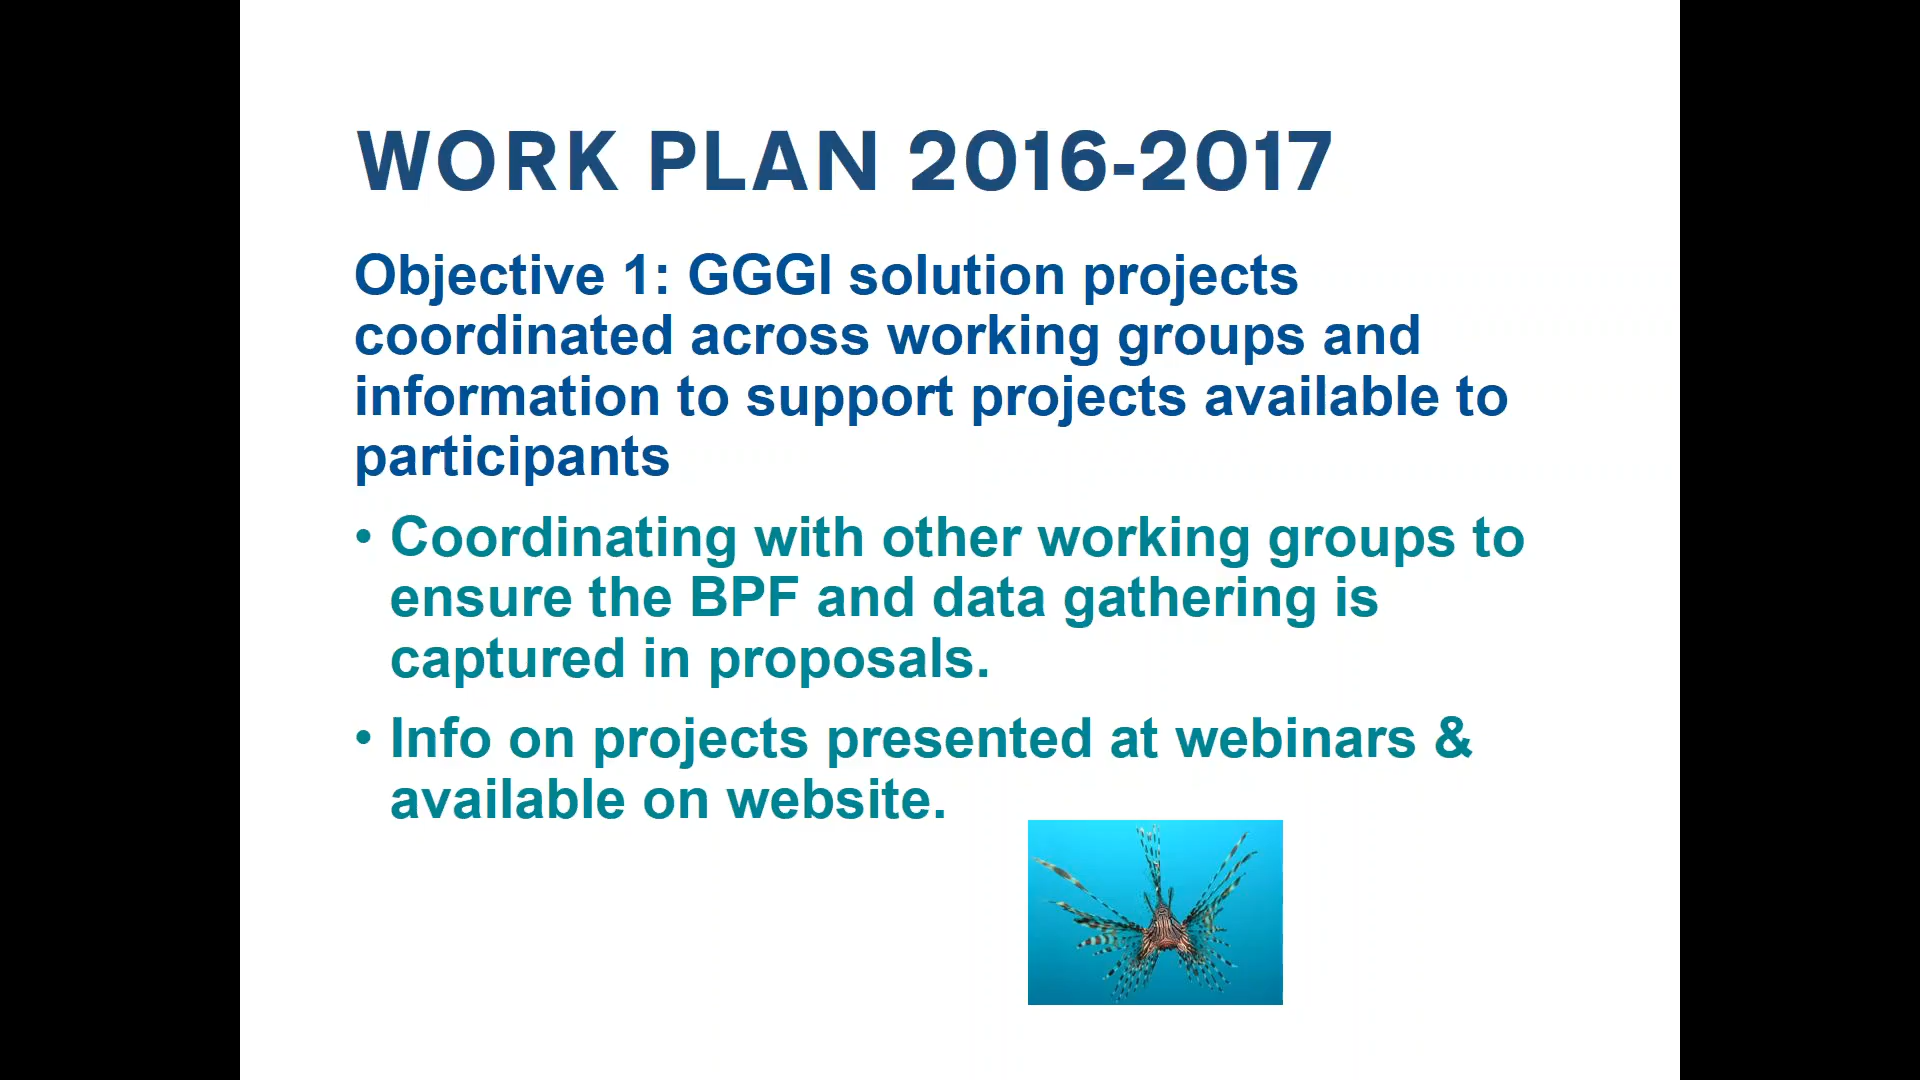 WORK PLAN 2016-2017
Objective 1: GGGI solution projects
coordinated across working groups and
information to support projects available to
participants
• Coordinating with other working groups to
ensure the BPF and data gathering is
captured in proposals.
• Info on projects presented at webinars &
available on website.